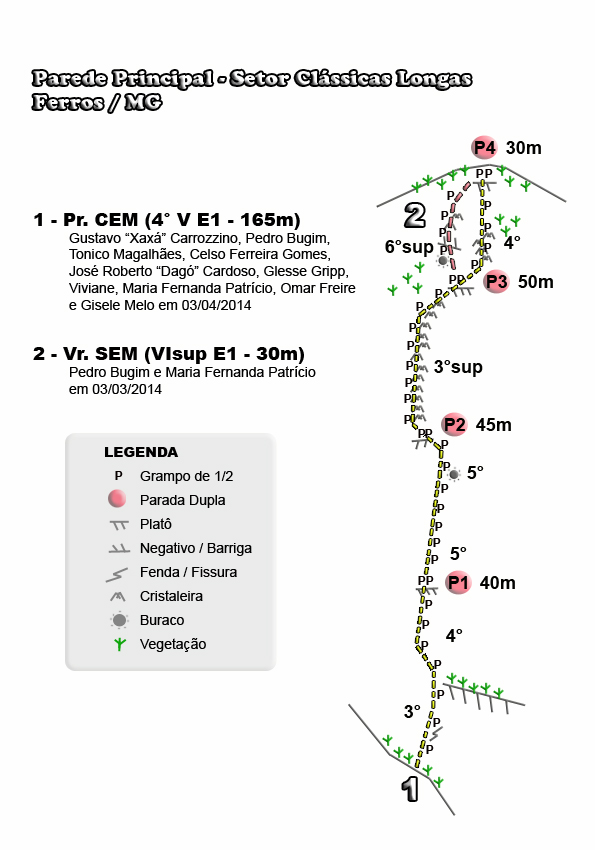 Parede Principal - Setor Clássicas Longas
Ferros / MG
1 - Pr. CEM (4° V E1 - 165m)
Gustavo “Xaxá” Carrozzino, Pedro Bugim,
Tonico Magalhães, Celso Ferreira Gomes,
José Roberto “Dagó” Cardoso, Glesse Gripp,
Viviane, Maria Fernanda Patrício, Omar Freire
e Gisele Melo em 03/04/2014
2 - Vr. SEM (VIsup E1 - 30m)
Pedro Bugim e Maria Fernanda Patrício
em 03/03/2014
LEGENDA
P Grampo de 1/2
Parada Dupla
Platô
Negativo / Barriga
Fenda / Fissura
Cristaleira
Buraco
Vegetação
P4 30m
PP
P
P
P
P
P
P
P
P
2
6°sup
4°
PP
P3 50m
P
P
P
P
P
P
P
P
3°sup
PP
P2 45m
P
P
5°
P
P
P
P
P
5°
PP
P1 40m
P
P
P
4°
P
P
3°
P
P
1